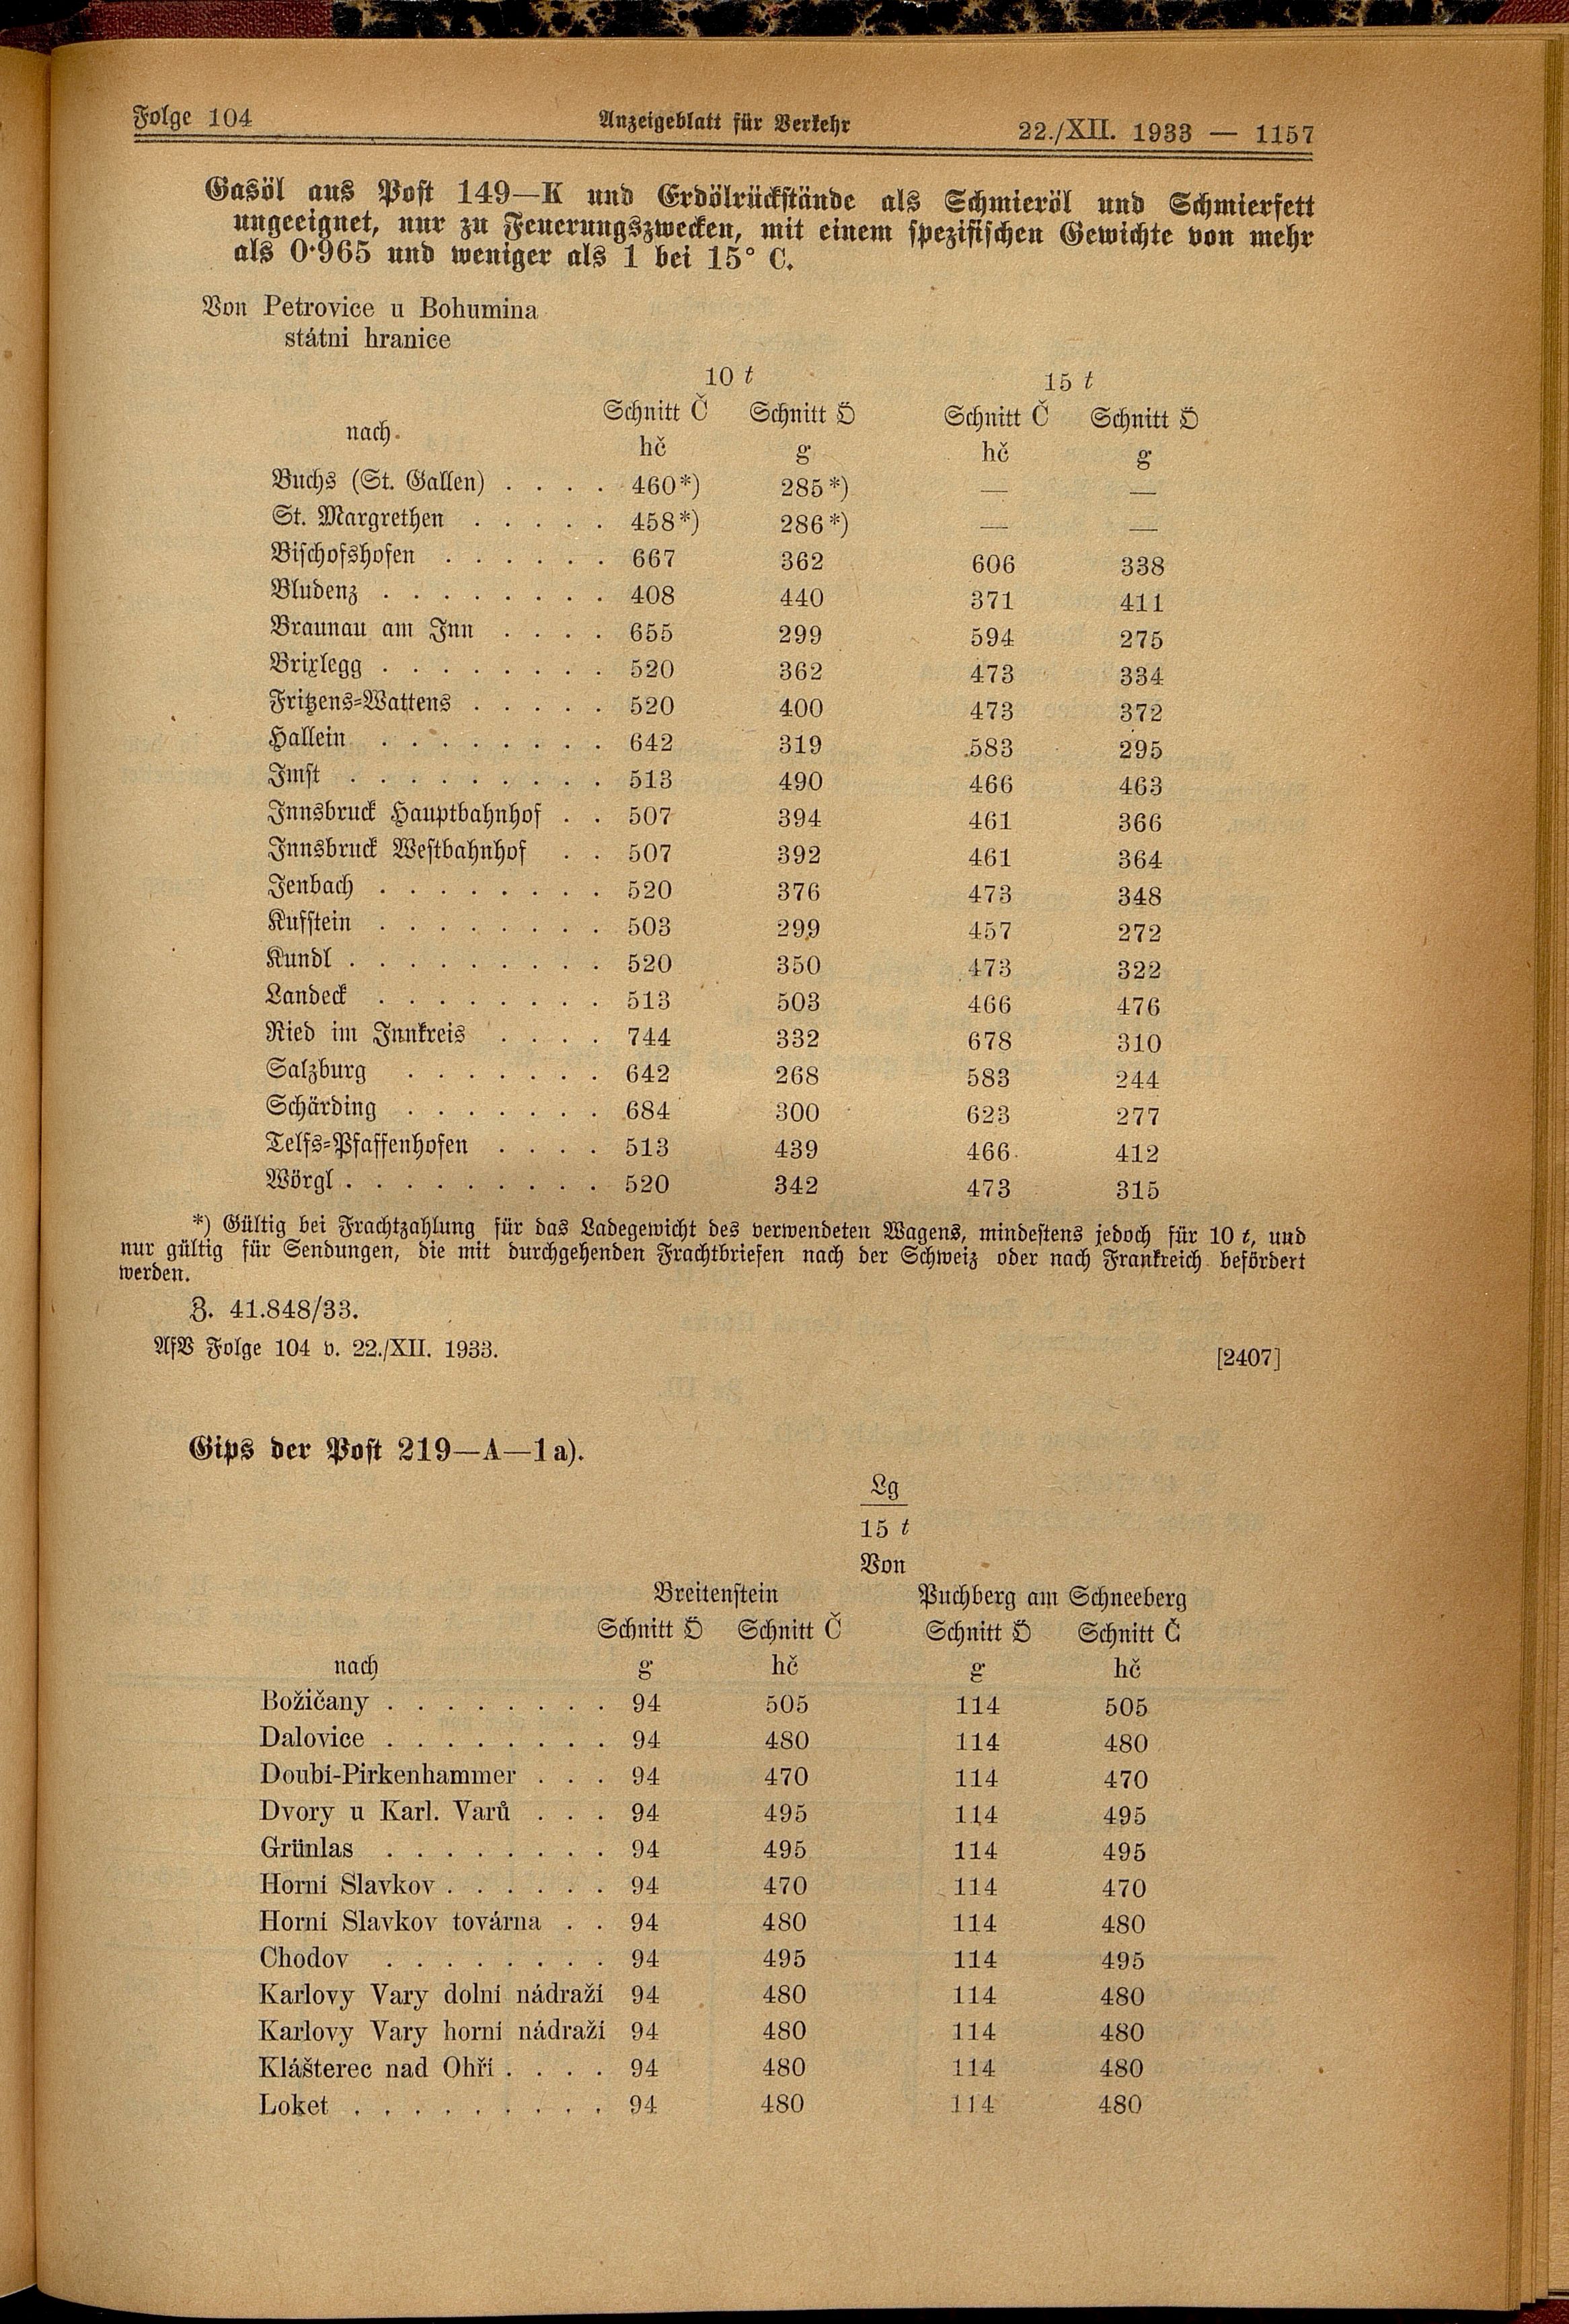 Folge 104 Anzeigeblatt für Verkehr 22./XII. 1933 — 1157
Gasöl aus Post 149—K und Erdölrückstände als Schmieröl und Schmierfett
ungeeignet, nur zu Feuerungszwecken, mit einem spezifischen Gewichte von mehr
als 0·965 und weniger als 1 bei 15° C.
Von Petrovice u Bohumina
státni hranice
10 t 15 t
Schnitt Č Schnitt Ö Schnitt Č Schnitt Ö
nach hč g hč g
Buchs (St. Gallen) . . . . 460*) 285*) — —
St. Margrethen . . . . . 458*) 286*) — —
Bischofshofen . . . . . . 667 362 606 338
Bludenz . . . . . . . . 408 440 371 411
Braunau am Inn . . . . 655 299 594 275
Brixlegg . . . . . . . . 520 362 473 334
Fritzens-Wattens . . . . . 520 400 473 372
Hallein . . . . . . . . 642 319 583 295
Imst . . . . . . . . . 513 490 466 463
Innsbruck Hauptbahnhof . . 507 394 461 366
Innsbruck Westbahnhof . . 507 392 461 364
Jenbach . . . . . . . . 520 376 473 348
Kufstein . . . . . . . . 503 299 457 272
Kundl . . . . . . . . . 520 350 473 322
Landeck . . . . . . . . 513 503 466 476
Ried im Innkreis . . . . 744 332 678 310
Salzburg . . . . . . . 642 268 583 244
Schärding . . . . . . . 684 300 623 277
Telfs-Pfaffenhofen . . . . 513 439 466 412
Wörgl . . . . . . . . . 520 342 473 315
*) Gültig bei Frachtzahlung für das Ladegewicht des verwendeten Wagens, mindestens jedoch für 10 t, und
nur gültig für Sendungen, die mit durchgehenden Frachtbriefen nach der Schweiz oder nach Frankreich befördert
werden.
Z. 41.848/33.
AfV Folge 104 v. 22./XII. 1933. [2407]
Gips der Post 219—A—1a).
Lg
15 t
Von
Breitenstein Puchberg am Schneeberg
Schnitt Ö Schnitt Č Schnitt Ö Schnitt Č
nach g hč g hč
Božičany . . . . . . . . 94 505 114 505
Dalovice . . . . . . . . 94 480 114 480
Doubí-Pirkenhammer . . . 94 470 114 470
Dvory u Karl. Varů . . . 94 495 114 495
Grünlas . . . . . . . . 94 495 114 495
Horní Slavkov . . . . . . 94 470 114 470
Horní Slavkov továrna . . 94 480 114 480
Chodov . . . . . . . . 94 495 114 495
Karlovy Vary dolní nádraží 94 480 114 480
Karlovy Vary horní nádraží 94 480 114 480
Klášterec nad Ohří . . . . 94 480 114 480
Loket . . . . . . . . . 94 480 114 480